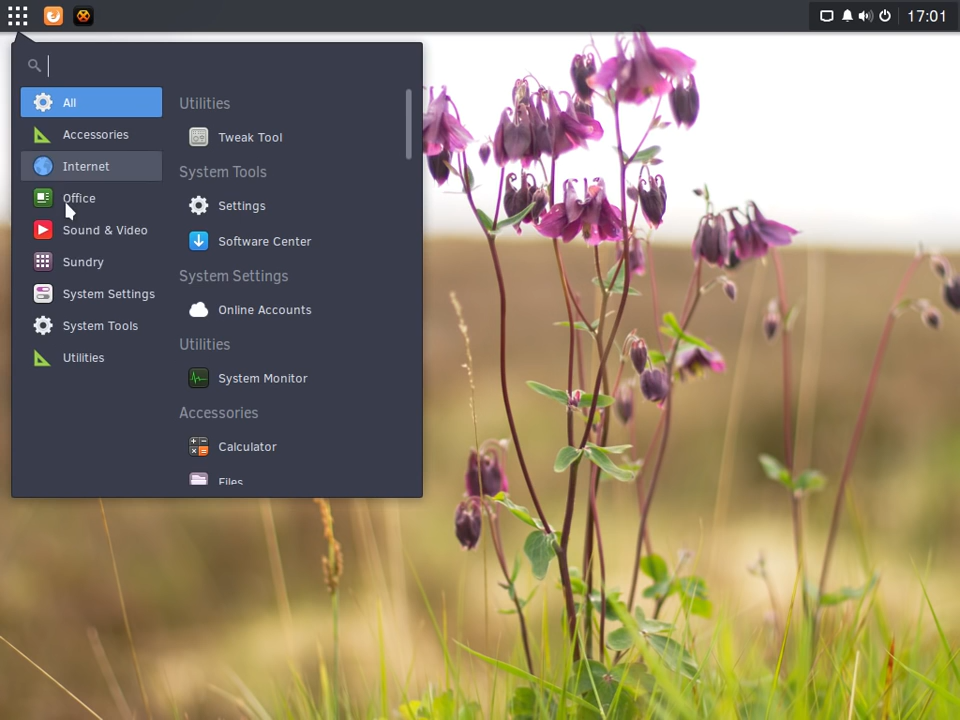 17:01
All
Accessories
Internet
Office
Sound & Video
Sundry
System Settings
System Tools
Utilities
Utilities
Tweak Tool
System Tools
Settings
Software Center
System Settings
Online Accounts
Utilities
System Monitor
Accessories
Calculator
Files